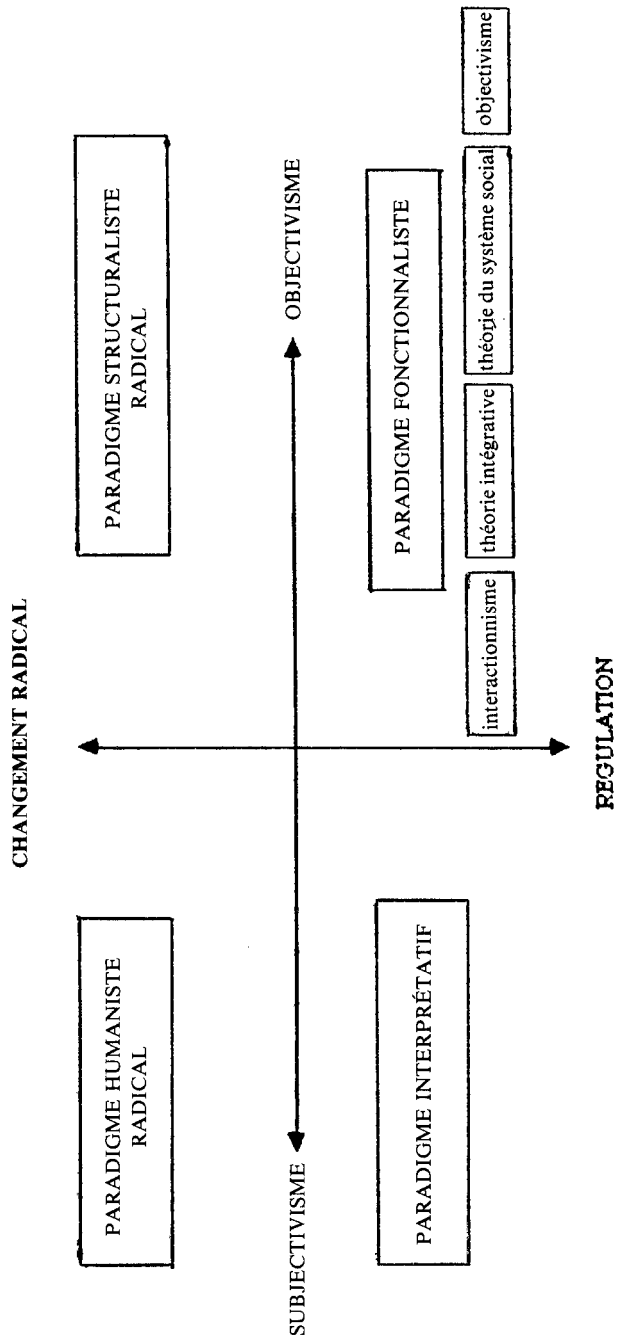 CHANGEMENT RADICAL
PARADIGME HUMANISTE
RADICAL
PARADIGME STRUCTURALISTE
RADICAL
SUBJECTIVISME
OBJECTIVISME
PARADIGME INTERPRÉTATIF
PARADIGME FONCTIONNALISTE
interactionnisme
théorie intégrative
théorie du système social
objectivisme
REGULATION